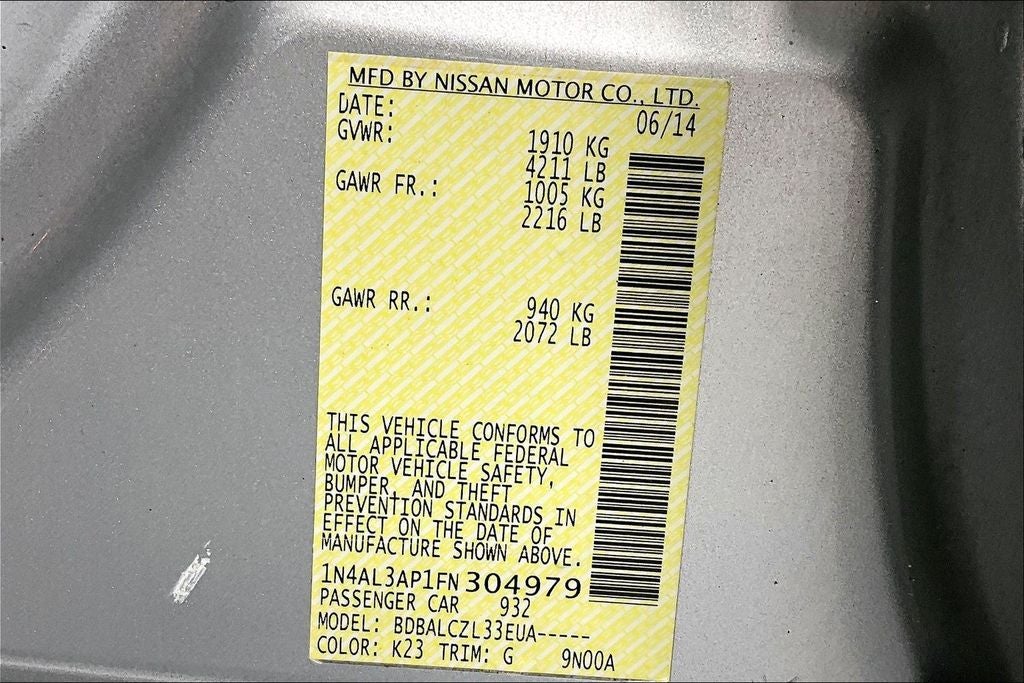 MFD BY NISSAN MOTOR CO., LTD.
DATE: 06/14
GVWR: 1910 KG
4211 LB
GAWR FR.: 1005 KG
2216 LB
GAWR RR.: 940 KG
2072 LB
THIS VEHICLE CONFORMS TO
ALL APPLICABLE FEDERAL
MOTOR VEHICLE SAFETY,
BUMPER, AND THEFT
PREVENTION STANDARDS IN
EFFECT ON THE DATE OF
MANUFACTURE SHOWN ABOVE.
1N4AL3AP1FN304979
PASSENGER CAR 932
MODEL: BDBALCZL33EUA-----
COLOR: K23 TRIM: G 9N00A